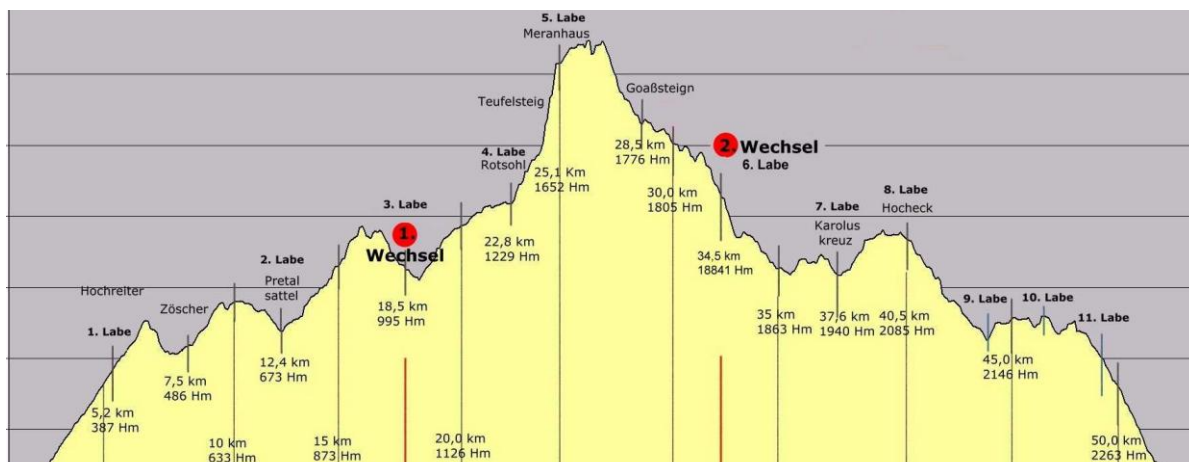 5. Labe
Meranhaus
Goaßsteign
Teufelsteig
2. Wechsel
6. Labe
28,5 km
1776 Hm
4. Labe
Rotsohl
25,1 Km
1652 Hm
30,0 km
1805 Hm
8. Labe
Hocheck
3. Labe
7. Labe
Karolus
kreuz
1.
Wechsel
22,8 km
1229 Hm
34,5 km
18841 Hm
2. Labe
Pretal
sattel
Hochreiter
Zöscher
18,5 km
995 Hm
35 km
1863 Hm
37,6 km
1940 Hm
40,5 km
2085 Hm
9. Labe
10. Labe
11. Labe
1. Labe
12,4 km
673 Hm
45,0 km
2146 Hm
7,5 km
486 Hm
5,2 km
387 Hm
10 km
633 Hm
15 km
873 Hm
20,0 km
1126 Hm
50,0 km
2263 Hm